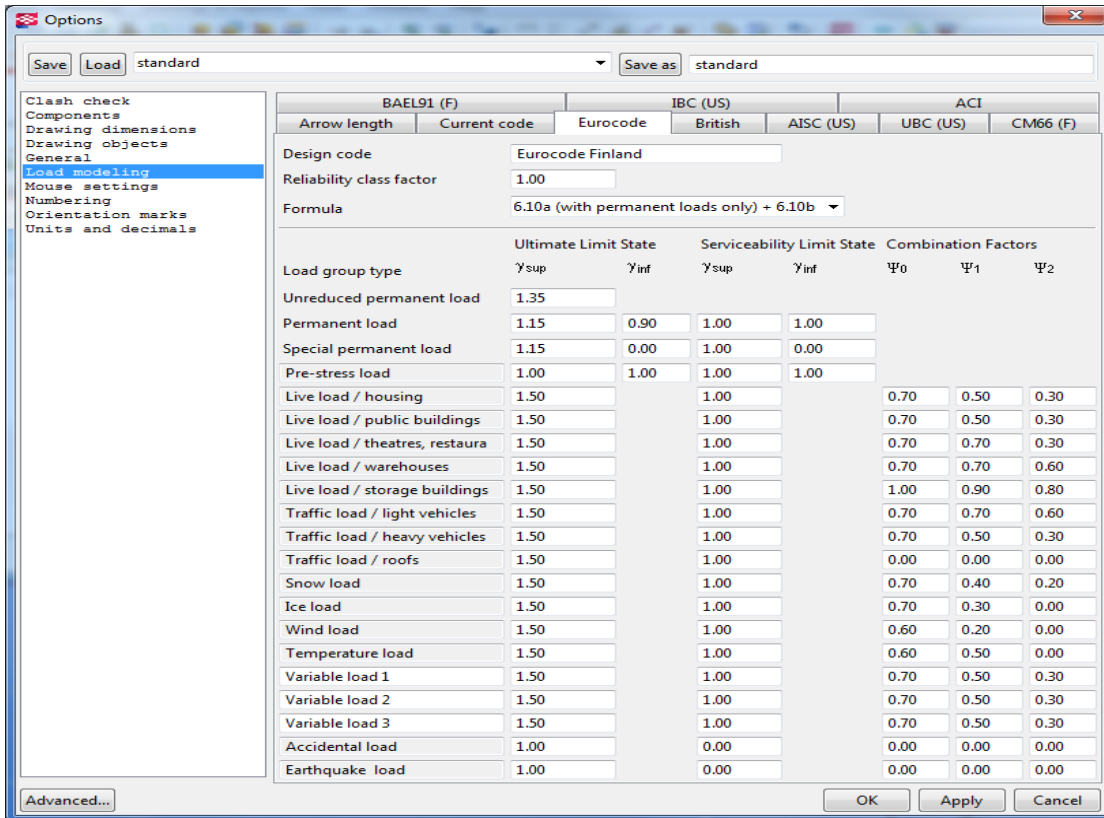 Options
Save Load standard Save as standard
Clash check
Components
Drawing dimensions
Drawing objects
General
Load modeling
Mouse settings
Numbering
Orientation marks
Units and decimals
BAEL91 (F) IBC (US) ACI
Arrow length Current code Eurocode British AISC (US) UBC (US) CM66 (F)
Design code Eurocode Finland
Reliability class factor 1.00
Formula 6.10a (with permanent loads only) + 6.10b
Ultimate Limit State Serviceability Limit State Combination Factors
Load group type γsup γinf γsup γinf Ψ0 Ψ1 Ψ2
Unreduced permanent load 1.35
Permanent load 1.15 0.90 1.00 1.00
Special permanent load 1.15 0.00 1.00 0.00
Pre-stress load 1.00 1.00 1.00 1.00
Live load / housing 1.50 1.00 0.70 0.50 0.30
Live load / public buildings 1.50 1.00 0.70 0.50 0.30
Live load / theatres, restaura 1.50 1.00 0.70 0.70 0.30
Live load / warehouses 1.50 1.00 0.70 0.70 0.60
Live load / storage buildings 1.50 1.00 1.00 0.90 0.80
Traffic load / light vehicles 1.50 1.00 0.70 0.70 0.60
Traffic load / heavy vehicles 1.50 1.00 0.70 0.50 0.30
Traffic load / roofs 1.50 1.00 0.00 0.00 0.00
Snow load 1.50 1.00 0.70 0.40 0.20
Ice load 1.50 1.00 0.70 0.30 0.00
Wind load 1.50 1.00 0.60 0.20 0.00
Temperature load 1.50 1.00 0.60 0.50 0.00
Variable load 1 1.50 1.00 0.70 0.50 0.30
Variable load 2 1.50 1.00 0.70 0.50 0.30
Variable load 3 1.50 1.00 0.70 0.50 0.30
Accidental load 1.00 0.00 0.00 0.00 0.00
Earthquake load 1.00 0.00 0.00 0.00 0.00
Advanced... OK Apply Cancel